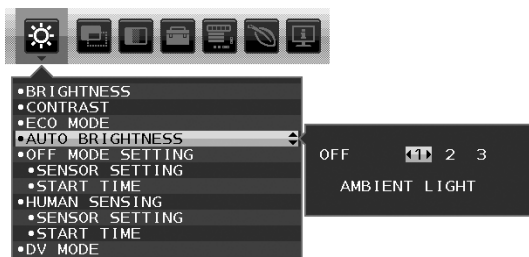 •BRIGHTNESS
•CONTRAST
•ECO MODE
•AUTO BRIGHTNESS
•OFF MODE SETTING
•SENSOR SETTING
•START TIME
•HUMAN SENSING
•SENSOR SETTING
•START TIME
•DV MODE
OFF 1 2 3
AMBIENT LIGHT